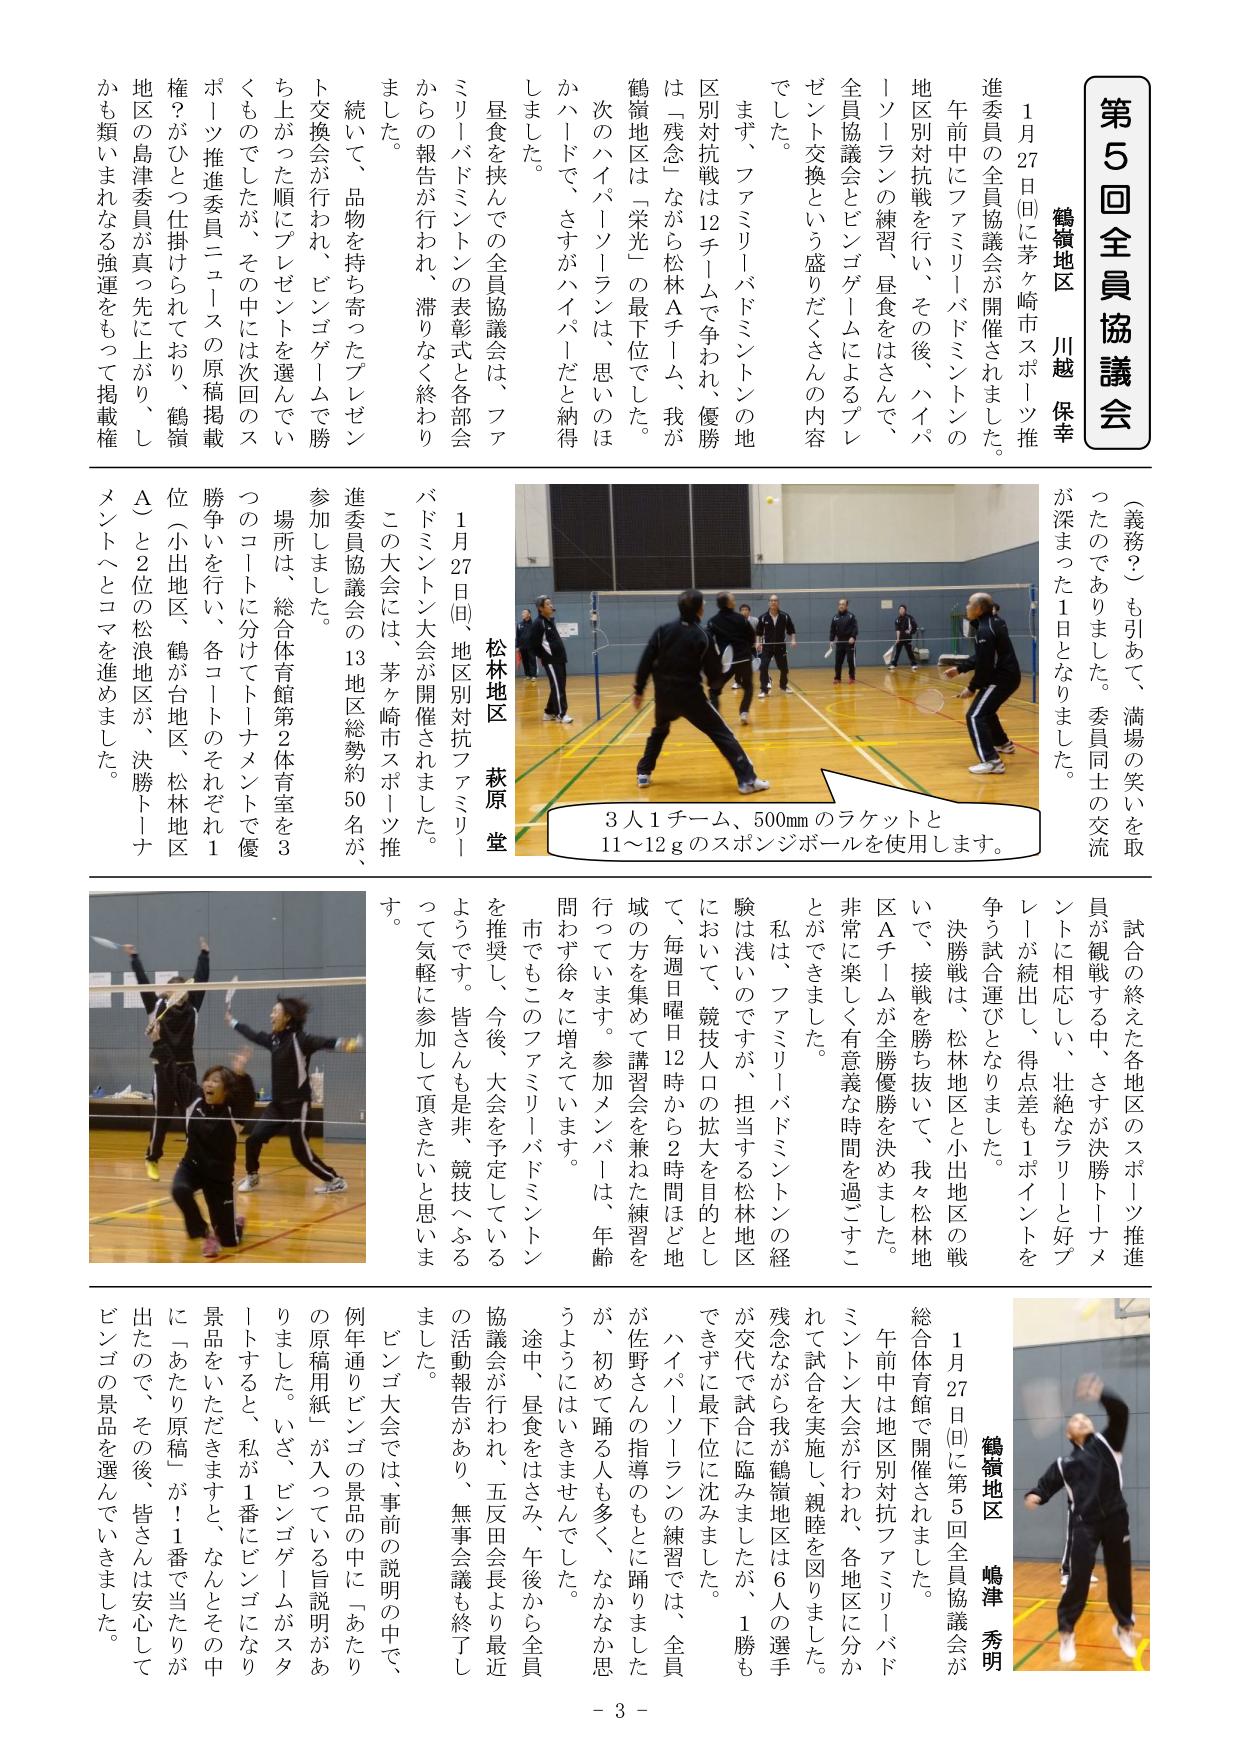 第５回全員協議会
鶴嶺地区　川越　保幸
１月27日㈰に茅ヶ崎市スポーツ推
進委員の全員協議会が開催されました。
午前中にファミリーバドミントンの
地区別対抗戦を行い、その後、ハイパ
ーソーランの練習、昼食をはさんで、
全員協議会とビンゴゲームによるプレ
ゼント交換という盛りだくさんの内容
でした。
まず、ファミリーバドミントンの地
区別対抗戦は12チームで争われ、優勝
は「残念」ながら松林Ａチーム、我が
鶴嶺地区は「栄光」の最下位でした。
次のハイパーソーランは、思いのほ
かハードで、さすがハイパーだと納得
しました。
昼食を挟んでの全員協議会は、ファ
ミリーバドミントンの表彰式と各部会
からの報告が行われ、滞りなく終わり
ました。
続いて、品物を持ち寄ったプレゼン
ト交換会が行われ、ビンゴゲームで勝
ち上がった順にプレゼントを選んでい
くものでしたが、その中には次回のス
ポーツ推進委員ニュースの原稿掲載
権？がひとつ仕掛けられており、鶴嶺
地区の島津委員が真っ先に上がり、し
かも類いまれなる強運をもって掲載権
（義務？）も引あて、満場の笑いを取
ったのでありました。委員同士の交流
が深まった１日となりました。
３人１チーム、500㎜のラケットと
11～12ｇのスポンジボールを使用します。
松林地区　萩原　堂
１月27日㈰、地区別対抗ファミリー
バドミントン大会が開催されました。
この大会には、茅ヶ崎市スポーツ推
進委員協議会の13地区総勢約50名が、
参加しました。
場所は、総合体育館第２体育室を３
つのコートに分けてトーナメントで優
勝争いを行い、各コートのそれぞれ１
位（小出地区、鶴が台地区、松林地区
Ａ）と２位の松浪地区が、決勝トーナ
メントへとコマを進めました。
試合の終えた各地区のスポーツ推進
員が観戦する中、さすが決勝トーナメ
ントに相応しい、壮絶なラリーと好プ
レーが続出し、得点差も１ポイントを
争う試合運びとなりました。
決勝戦は、松林地区と小出地区の戦
いで、接戦を勝ち抜いて、我々松林地
区Ａチームが全勝優勝を決めました。
非常に楽しく有意義な時間を過ごすこ
とができました。
私は、ファミリーバドミントンの経
験は浅いのですが、担当する松林地区
において、競技人口の拡大を目的とし
て、毎週日曜日12時から２時間ほど地
域の方を集めて講習会を兼ねた練習を
行っています。参加メンバーは、年齢
問わず徐々に増えています。
市でもこのファミリーバドミントン
を推奨し、今後、大会を予定している
ようです。皆さんも是非、競技へふる
って気軽に参加して頂きたいと思いま
す。
鶴嶺地区　嶋津　秀明
１月27日㈰に第５回全員協議会が
総合体育館で開催されました。
午前中は地区別対抗ファミリーバド
ミントン大会が行われ、各地区に分か
れて試合を実施し、親睦を図りました。
残念ながら我が鶴嶺地区は６人の選手
が交代で試合に臨みましたが、１勝も
できずに最下位に沈みました。
ハイパーソーランの練習では、全員
が佐野さんの指導のもとに踊りました
が、初めて踊る人も多く、なかなか思
うようにはいきませんでした。
途中、昼食をはさみ、午後から全員
協議会が行われ、五反田会長より最近
の活動報告があり、無事会議も終了し
ました。
ビンゴ大会では、事前の説明の中で、
例年通りビンゴの景品の中に「あたり
の原稿用紙」が入っている旨説明があ
りました。いざ、ビンゴゲームがスタ
ートすると、私が１番にビンゴになり
景品をいただきますと、なんとその中
に「あたり原稿」が！１番で当たりが
出たので、その後、皆さんは安心して
ビンゴの景品を選んでいきました。
－３－